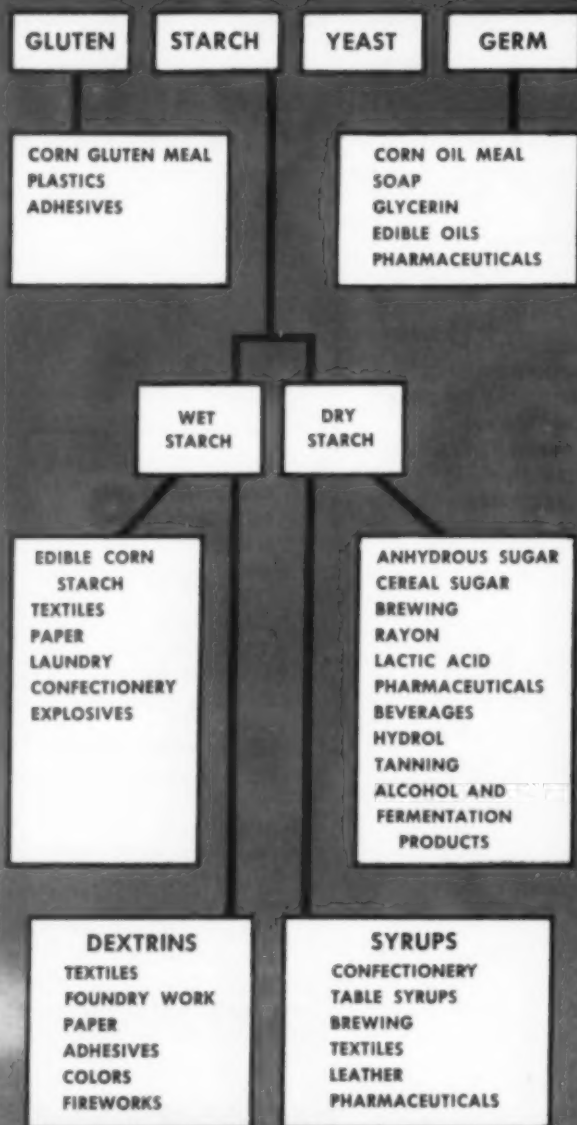 GLUTEN
STARCH
YEAST
GERM
CORN GLUTEN MEAL
PLASTICS
ADHESIVES
CORN OIL MEAL
SOAP
GLYCERIN
EDIBLE OILS
PHARMACEUTICALS
WET
STARCH
DRY
STARCH
EDIBLE CORN
STARCH
TEXTILES
PAPER
LAUNDRY
CONFECTIONERY
EXPLOSIVES
ANHYDROUS SUGAR
CEREAL SUGAR
BREWING
RAYON
LACTIC ACID
PHARMACEUTICALS
BEVERAGES
HYDROL
TANNING
ALCOHOL AND
FERMENTATION
PRODUCTS
DEXTRINS
TEXTILES
FOUNDRY WORK
PAPER
ADHESIVES
COLORS
FIREWORKS
SYRUPS
CONFECTIONERY
TABLE SYRUPS
BREWING
TEXTILES
LEATHER
PHARMACEUTICALS